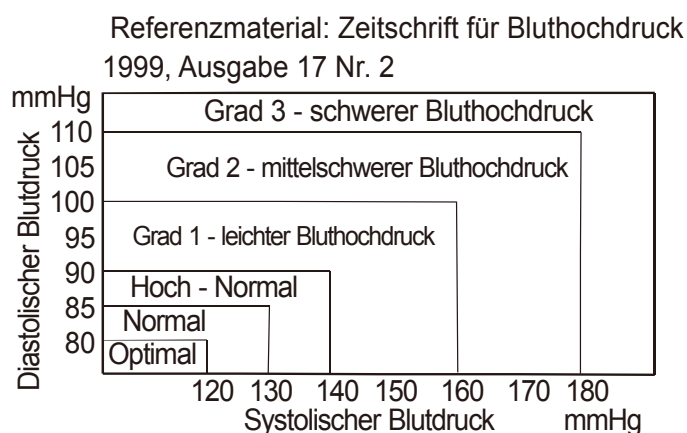 Referenzmaterial: Zeitschrift für Bluthochdruck
1999, Ausgabe 17 Nr. 2
mmHg
Grad 3 - schwerer Bluthochdruck
110
Grad 2 - mittelschwerer Bluthochdruck
105
100
Grad 1 - leichter Bluthochdruck
95
90
Hoch - Normal
85
Normal
80
Optimal
Diastolischer Blutdruck
120 130 140 150 160 170 180
Systolischer Blutdruck mmHg